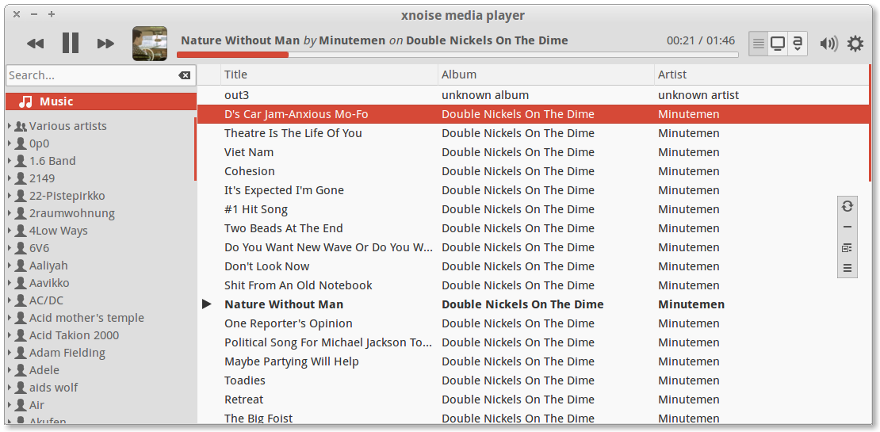 xnoise media player
Nature Without Man by Minutemen on Double Nickels On The Dime 00:21 / 01:46
Search...
Music
Various artists
0p0
1.6 Band
2149
22-Pistepirkko
2raumwohnung
4Low Ways
6V6
Aaliyah
Aavikko
AC/DC
Acid mother's temple
Acid Takion 2000
Adam Fielding
Adele
aids wolf
Air
Akufen
Title Album Artist
out3 unknown album unknown artist
D's Car Jam-Anxious Mo-Fo Double Nickels On The Dime Minutemen
Theatre Is The Life Of You Double Nickels On The Dime Minutemen
Viet Nam Double Nickels On The Dime Minutemen
Cohesion Double Nickels On The Dime Minutemen
It's Expected I'm Gone Double Nickels On The Dime Minutemen
#1 Hit Song Double Nickels On The Dime Minutemen
Two Beads At The End Double Nickels On The Dime Minutemen
Do You Want New Wave Or Do You W... Double Nickels On The Dime Minutemen
Don't Look Now Double Nickels On The Dime Minutemen
Shit From An Old Notebook Double Nickels On The Dime Minutemen
Nature Without Man Double Nickels On The Dime Minutemen
One Reporter's Opinion Double Nickels On The Dime Minutemen
Political Song For Michael Jackson To... Double Nickels On The Dime Minutemen
Maybe Partying Will Help Double Nickels On The Dime Minutemen
Toadies Double Nickels On The Dime Minutemen
Retreat Double Nickels On The Dime Minutemen
The Big Foist Double Nickels On The Dime Minutemen